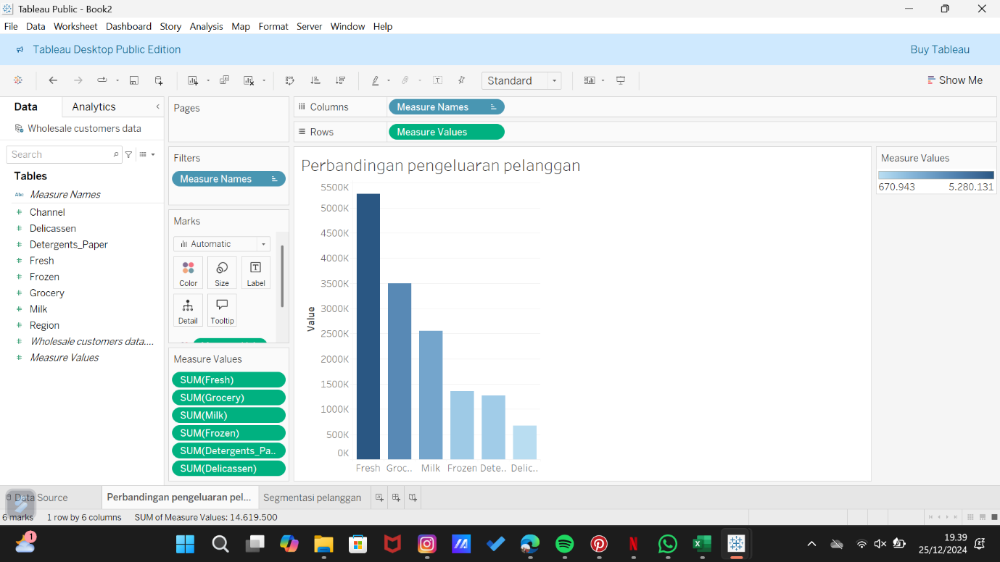 Tableau Public - Book2
File Data Worksheet Dashboard Story Analysis Map Format Server Window Help
Tableau Desktop Public Edition Buy Tableau
Standard Show Me
Data Analytics
Wholesale customers data
Search
Tables
Abc Measure Names
# Channel
# Delicassen
# Detergents_Paper
# Fresh
# Frozen
# Grocery
# Milk
# Region
# Wholesale customers data....
# Measure Values
Pages
Filters
Measure Names
Marks
Automatic
Color Size Label
Detail Tooltip
Measure Values
SUM(Fresh)
SUM(Grocery)
SUM(Milk)
SUM(Frozen)
SUM(Detergents_Pa..
SUM(Delicassen)
Columns Measure Names
Rows Measure Values
Perbandingan pengeluaran pelanggan
5500K
5000K
4500K
4000K
3500K
3000K
2500K
2000K
1500K
1000K
500K
0K
Value
Fresh Groc.. Milk Frozen Dete.. Delic..
Measure Values
670.943 5.280.131
Data Source Perbandingan pengeluaran pel... Segmentasi pelanggan
6 marks 1 row by 6 columns SUM of Measure Values: 14.619.500
1
19.39
25/12/2024